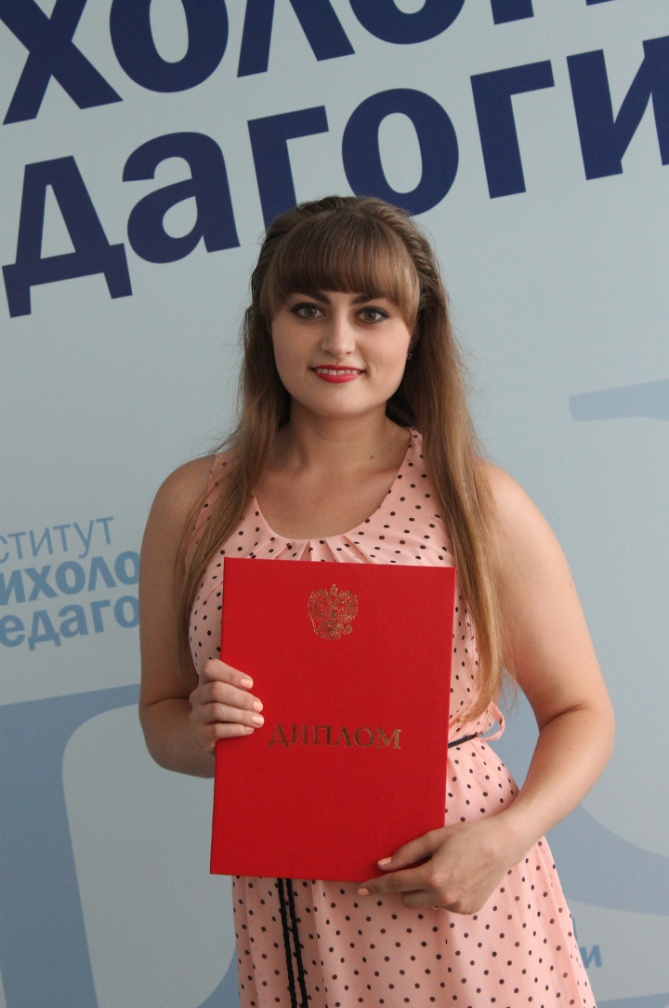 холог
дагоги
ститут
ихоло
едаго
ДИПЛОМ
и